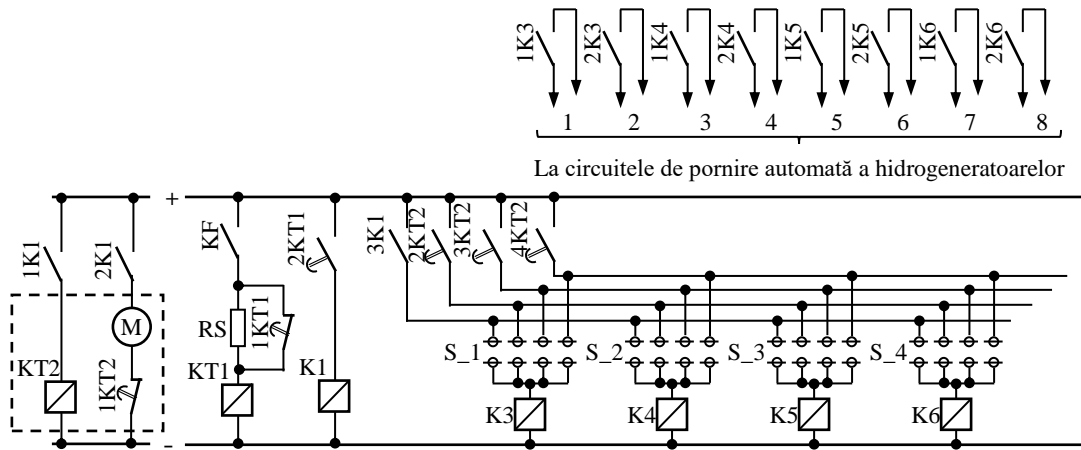 1K3 2K3 1K4 2K4 1K5 2K5 1K6 2K6
1 2 3 4 5 6 7 8
La circuitele de pornire automată a hidrogeneratoarelor
+
1K1 2K1 KF 2KT1 3K1 2KT2 3KT2 4KT2
M RS 1KT1
S_1 S_2 S_3 S_4
KT2 1KT2 KT1 K1
K3 K4 K5 K6
-